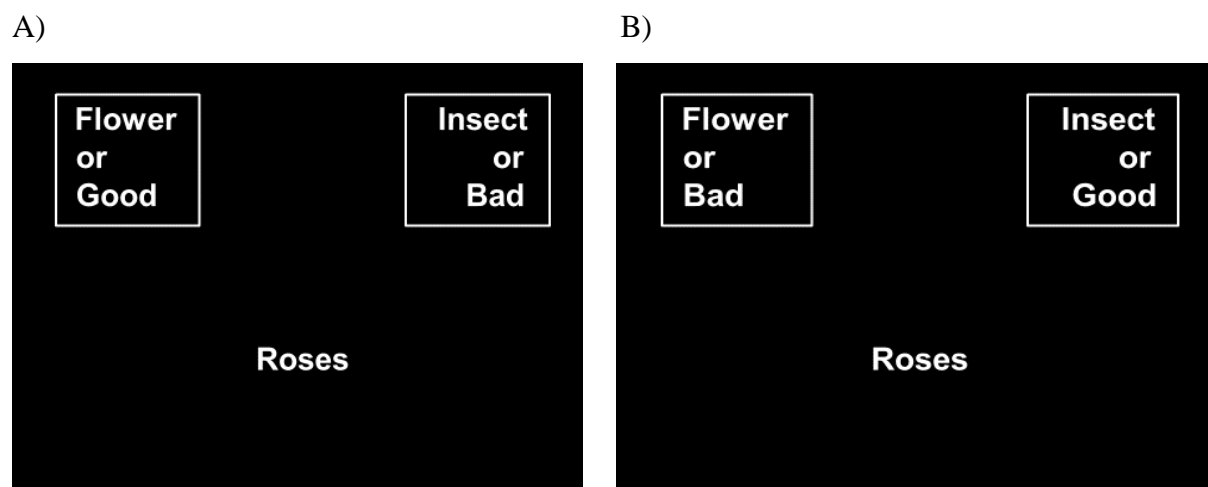 A)
Flower
or
Good
Insect
or
Bad
Roses
B)
Flower
or
Bad
Insect
or
Good
Roses